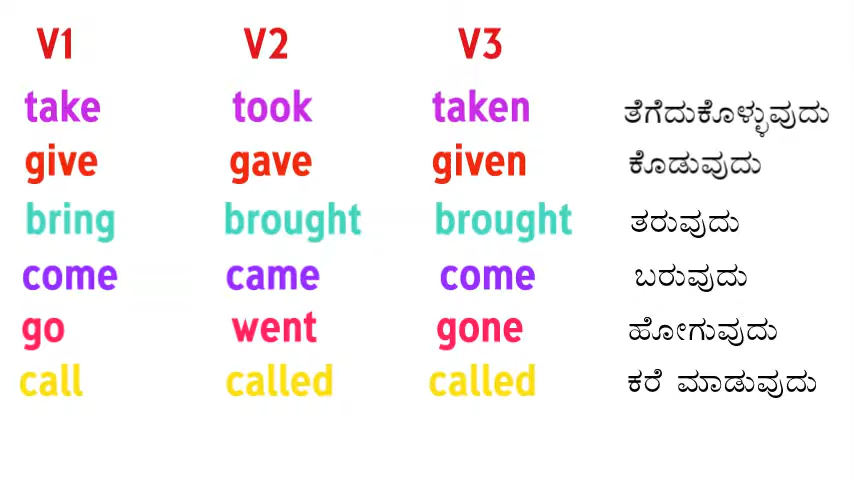 V1 V2 V3
take took taken ತೆಗೆದುಕೊಳ್ಳುವುದು
give gave given ಕೊಡುವುದು
bring brought brought ತರುವುದು
come came come ಬರುವುದು
go went gone ಹೋಗುವುದು
call called called ಕರೆ ಮಾಡುವುದು